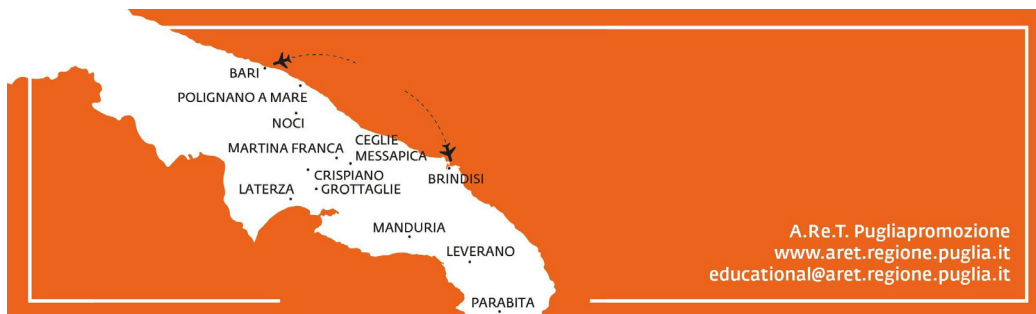 BARI
POLIGNANO A MARE
NOCI
CEGLIE
MESSAPICA
MARTINA FRANCA
BRINDISI
CRISPIANO
GROTTAGLIE
LATERZA
MANDURIA
LEVERANO
PARABITA
A.Re.T. Pugliapromozione
www.aret.regione.puglia.it
educational@aret.regione.puglia.it